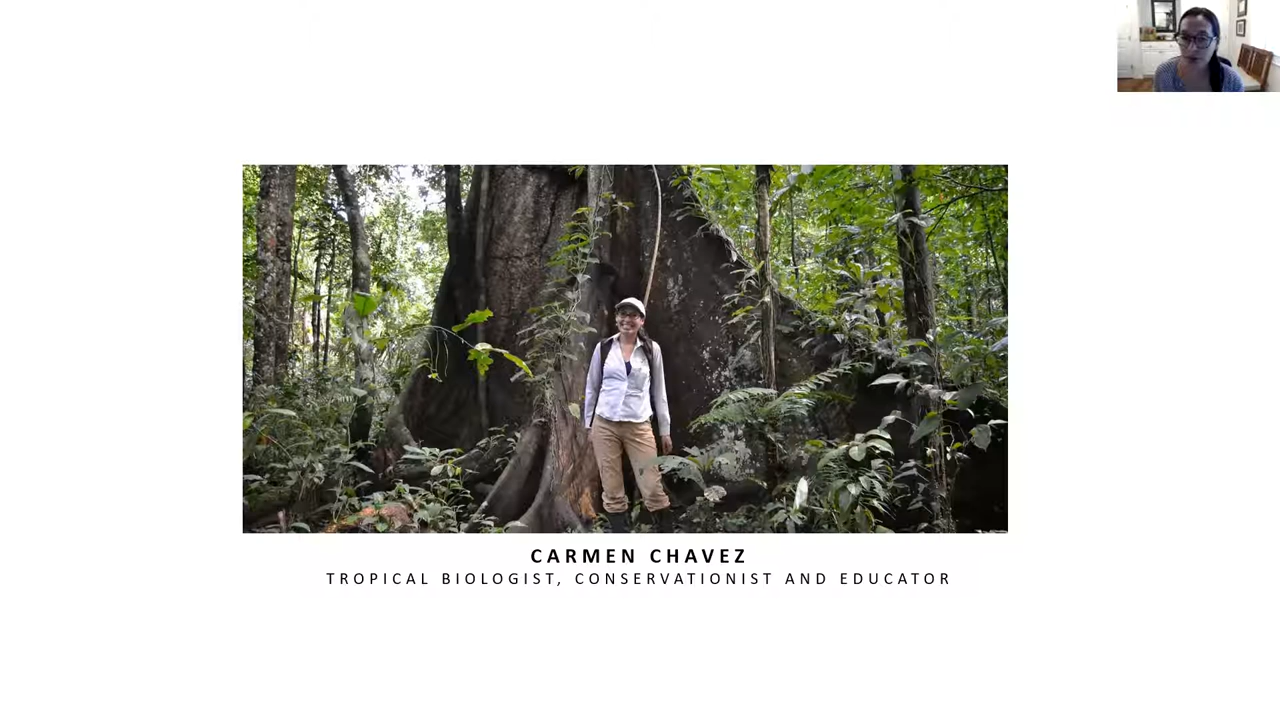 CARMEN CHAVEZ
TROPICAL BIOLOGIST, CONSERVATIONIST AND EDUCATOR